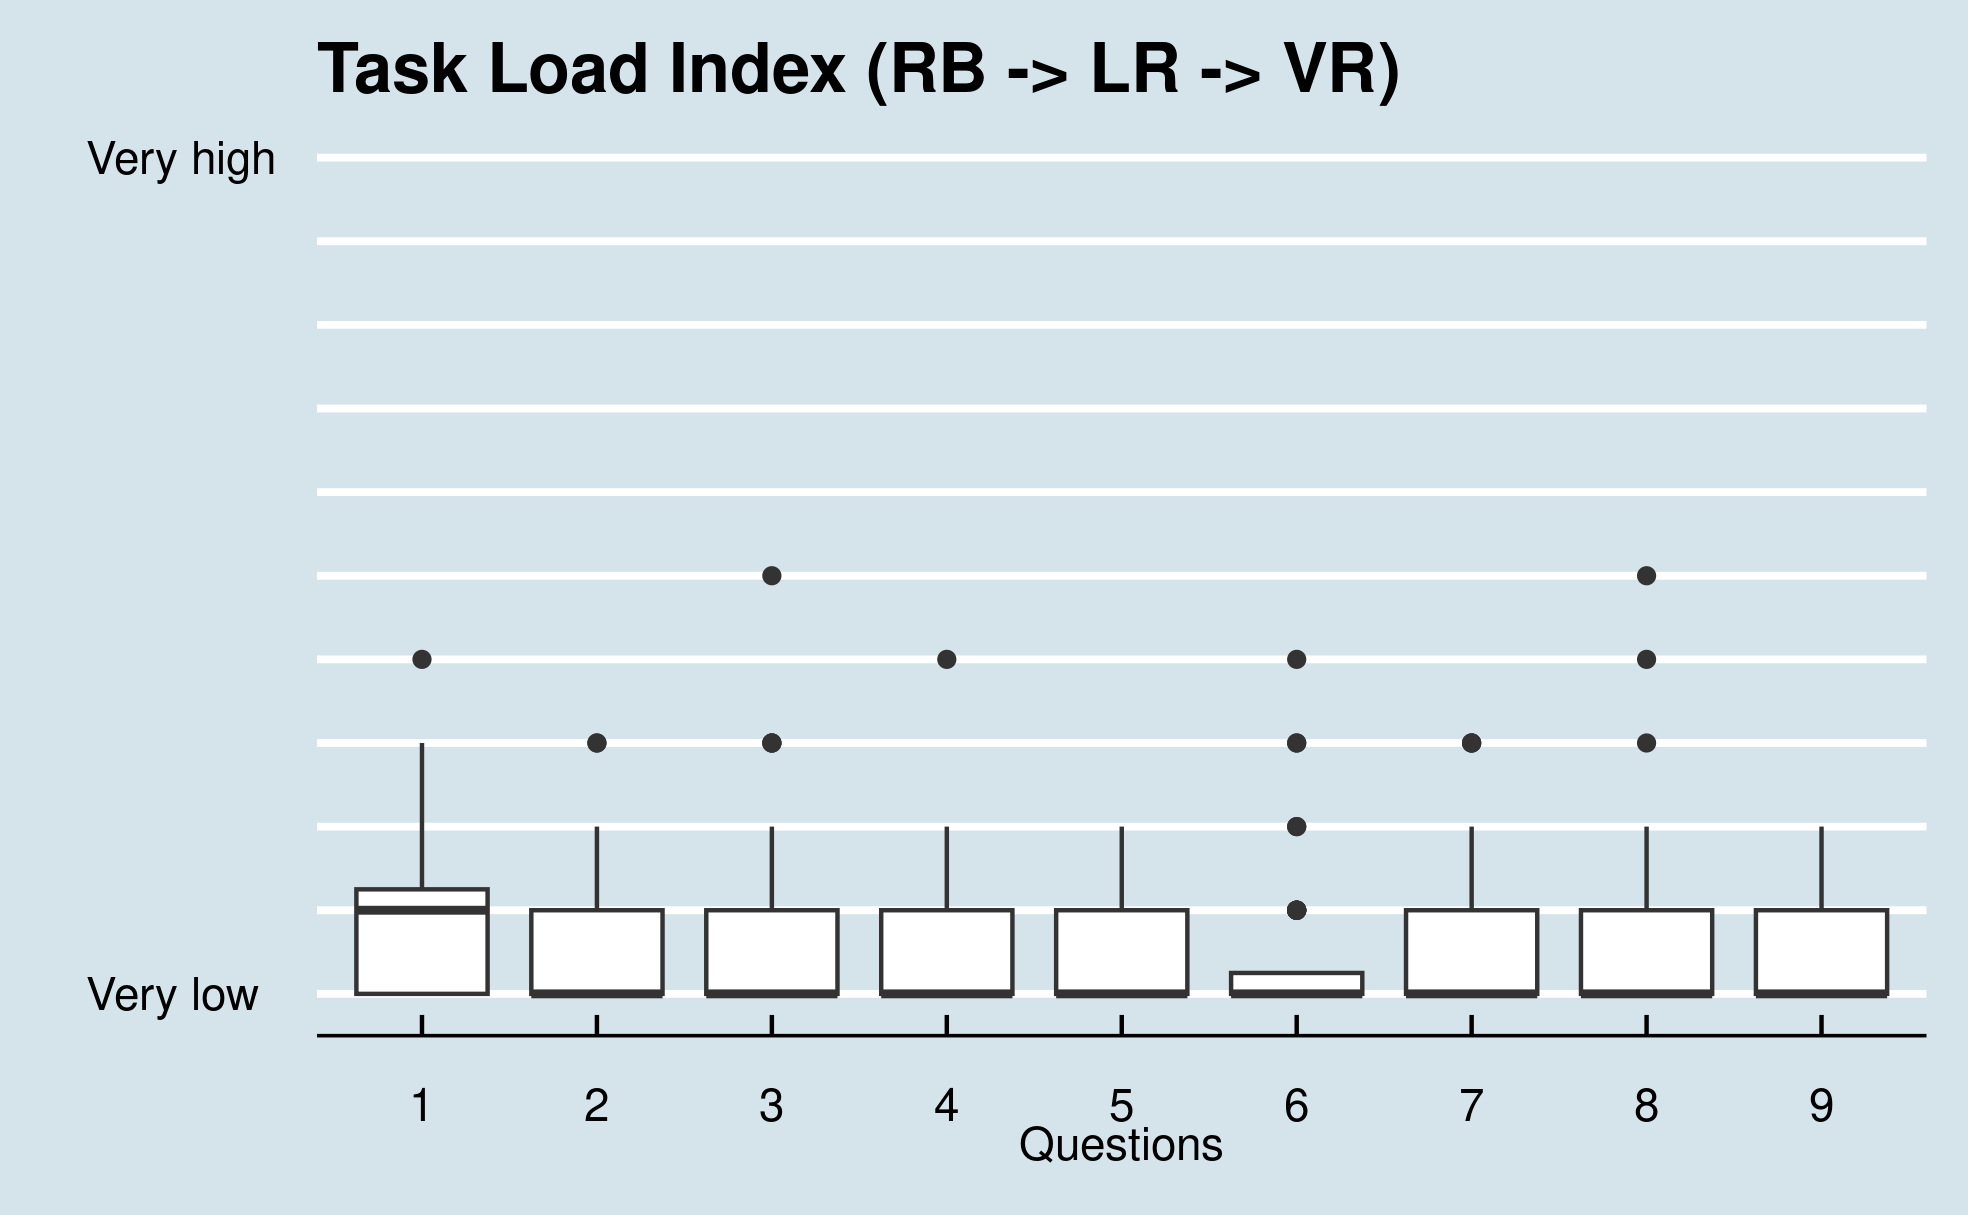 Task Load Index (RB -> LR -> VR)
Very high
Very low
1 2 3 4 5 6 7 8 9
Questions